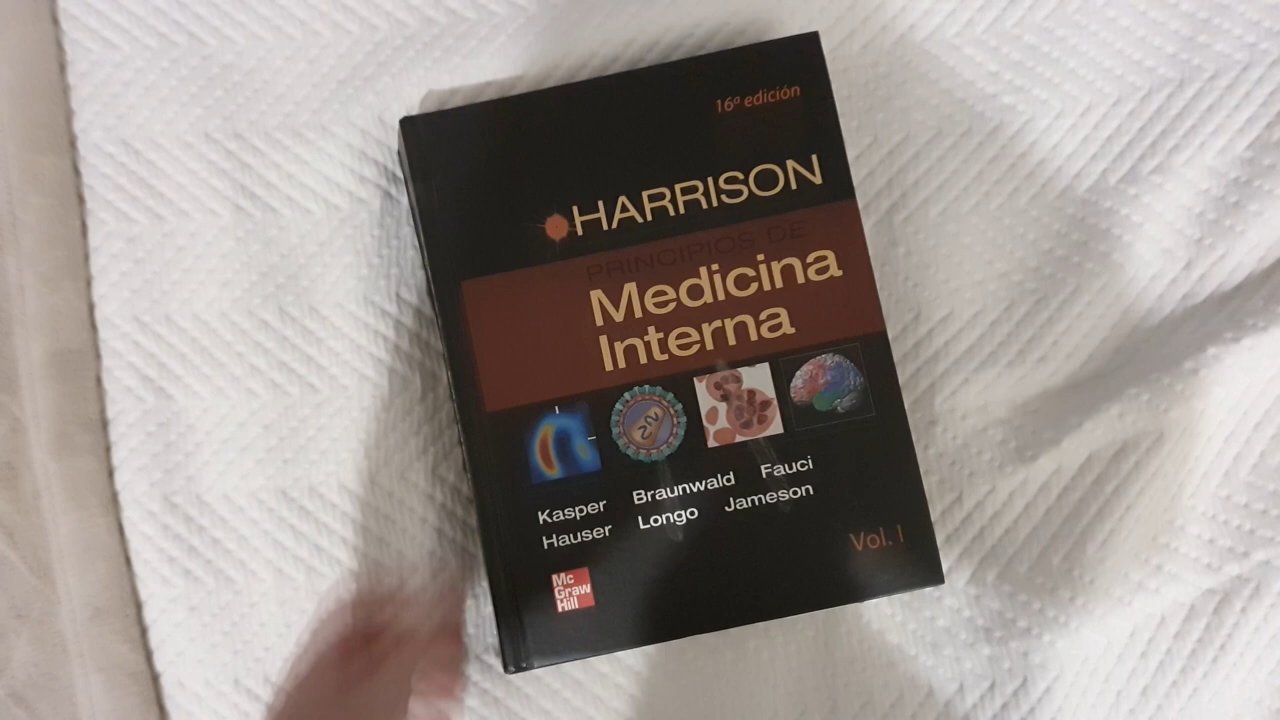 16ª edición
HARRISON
PRINCIPIOS DE
Medicina
Interna
Kasper Braunwald Fauci
Hauser Longo Jameson
Vol. I
Mc
Graw
Hill